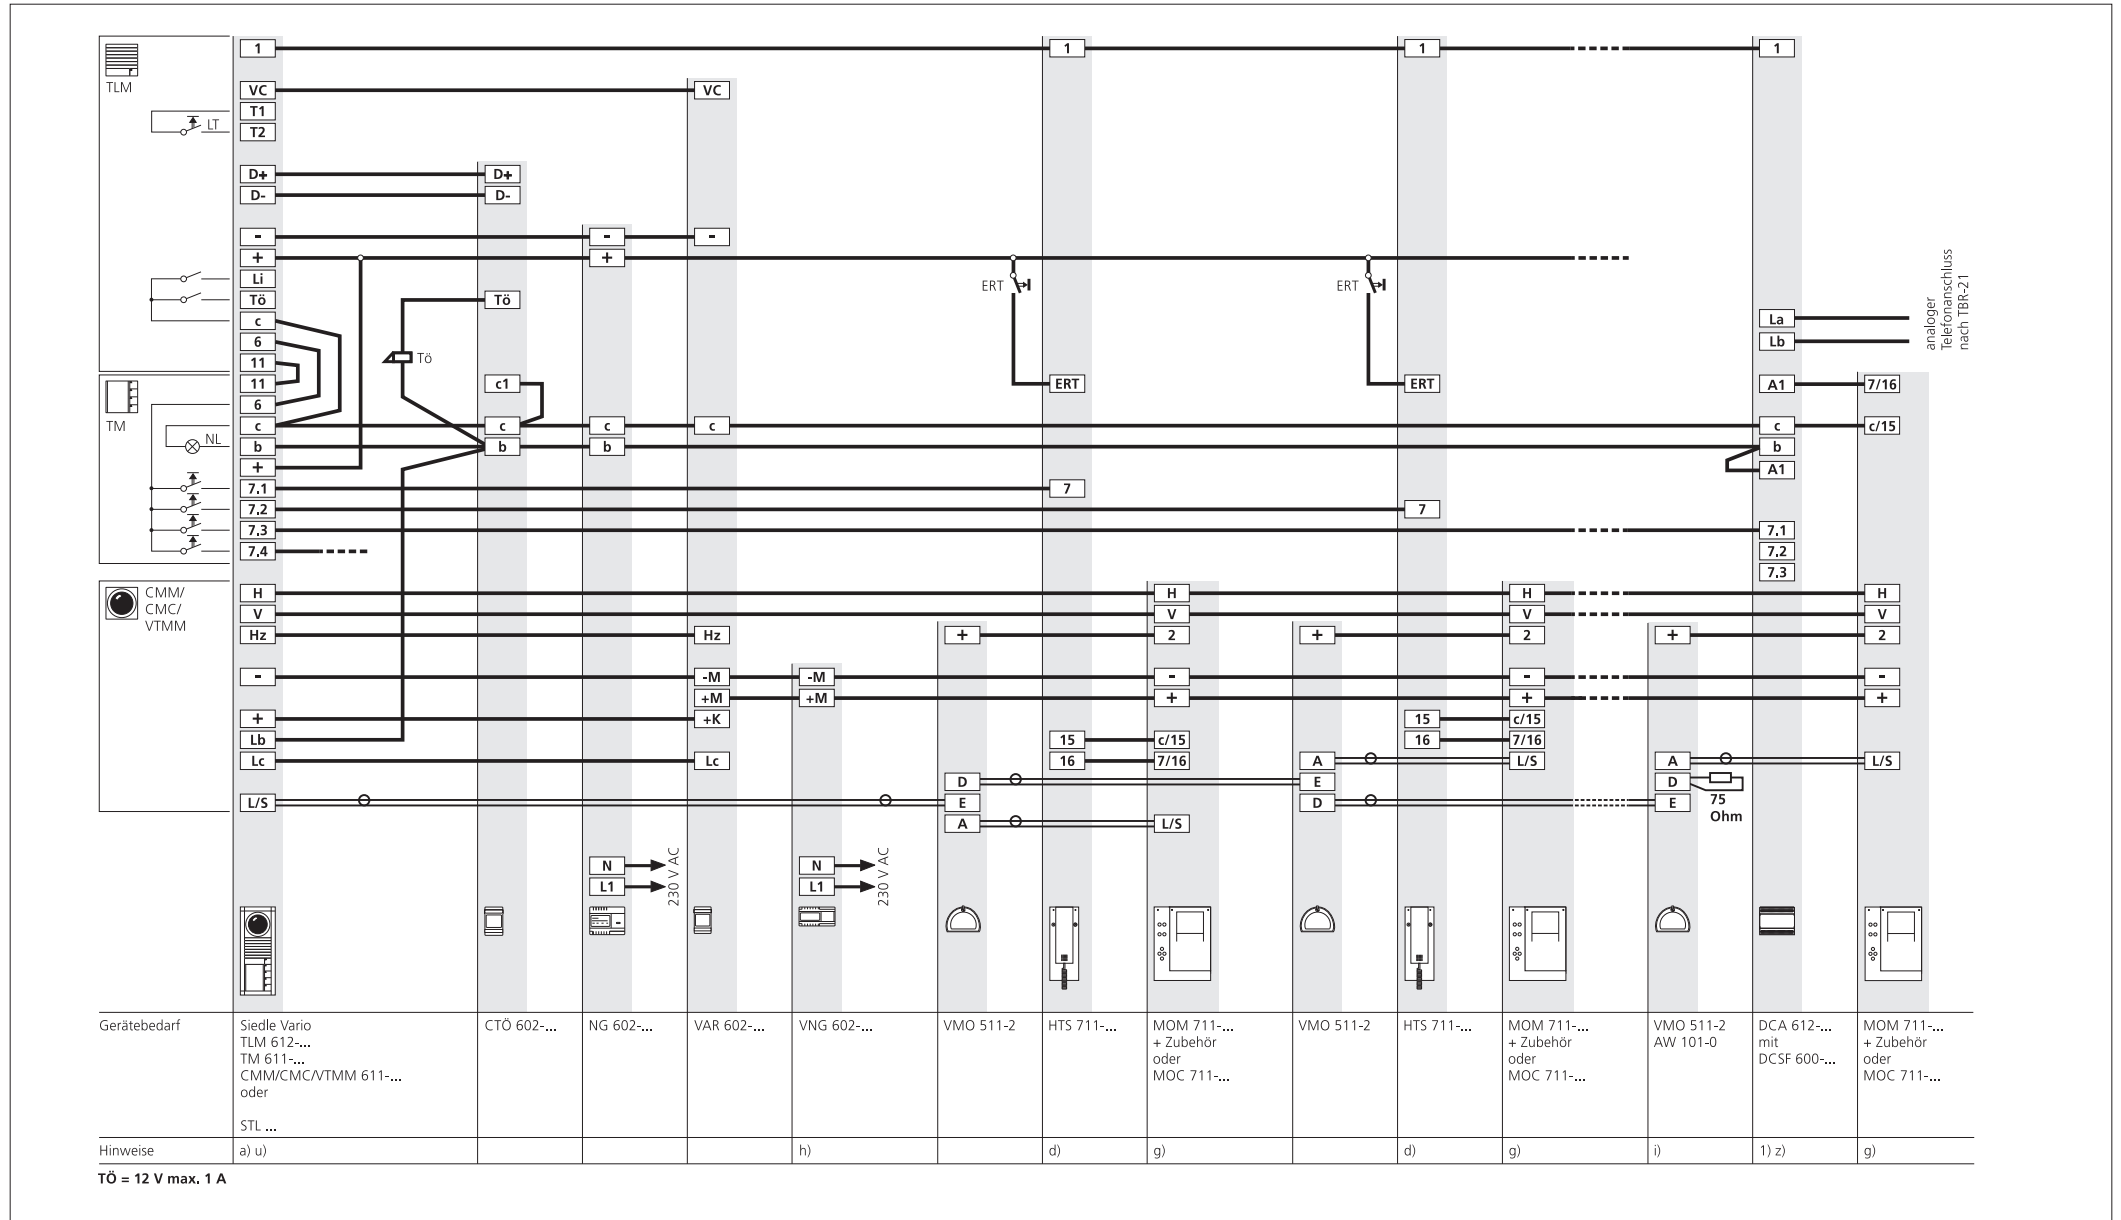 1 1 1 1
TLM
VC VC
T1
LT
T2
D+ D+
D- D-
- - -
+ +
Li
ERT ERT
Tö Tö
c
La
6
Lb
analoger
Telefonanschluss
nach TBR-21
Tö
11
11 c1 ERT ERT A1 7/16
6
TM
c c c c c c/15
NL
b b b b
+ A1
7.1 7
7.2 7
7.3 7.1
7.4 7.2
7.3
CMM/
CMC/
VTMM
H H H H
V V V V
Hz Hz + 2 + 2 + 2
- -M -M - - -
+M +M + + +
+ +K 15 c/15
Lb 15 c/15 16 7/16
Lc Lc 16 7/16 A L/S A L/S
D E D
L/S E D E
75
Ohm
A L/S
N N
L1 L1
230 V AC
230 V AC
Gerätebedarf
Siedle Vario
TLM 612-...
TM 611-...
CMM/CMC/VTMM 611-...
oder
STL ...
CTÖ 602-...
NG 602-...
VAR 602-...
VNG 602-...
VMO 511-2
HTS 711-...
MOM 711-...
+ Zubehör
oder
MOC 711-...
VMO 511-2
HTS 711-...
MOM 711-...
+ Zubehör
oder
MOC 711-...
VMO 511-2
AW 101-0
DCA 612-...
mit
DCSF 600-...
MOM 711-...
+ Zubehör
oder
MOC 711-...
Hinweise a) u) h) d) g) d) g) i) 1) z) g)
TÖ = 12 V max. 1 A